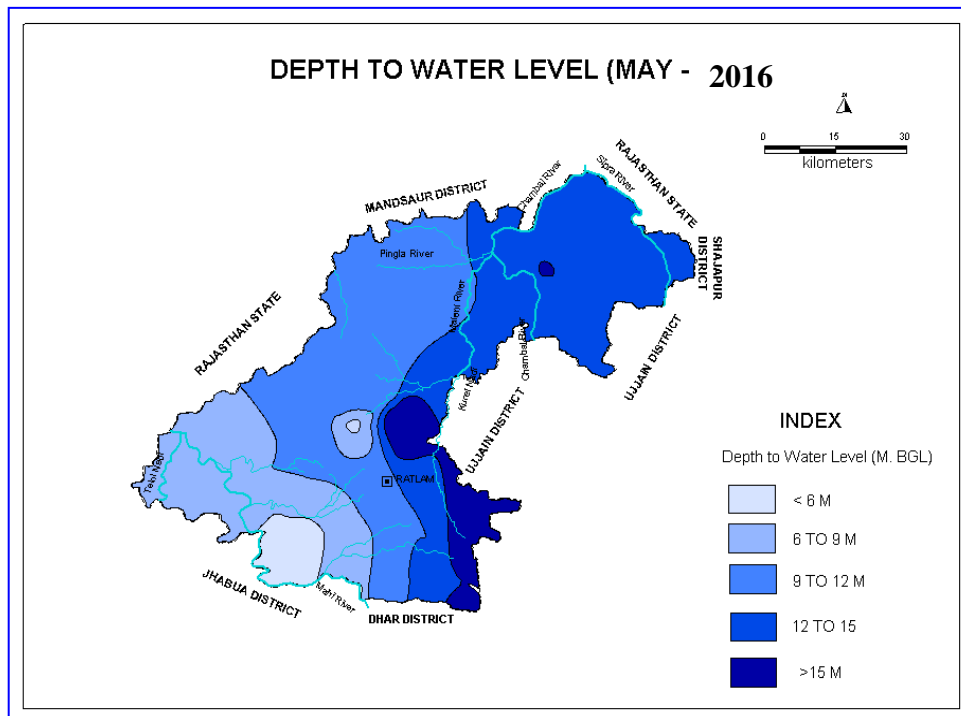 DEPTH TO WATER LEVEL (MAY - 2016
N
0 15 30
kilometers
RAJASTHAN STATE
Sipra River
Chambal River
MANDSAUR DISTRICT
SHAJAPUR
DISTRICT
Pingla River
Maleni River
RAJASTHAN STATE
Chambal River
UJJAIN DISTRICT
UJJAIN DISTRICT
RATLAM
JHABUA DISTRICT
Mahi River
DHAR DISTRICT
INDEX
Depth to Water Level (M. BGL)
< 6 M
6 TO 9 M
9 TO 12 M
12 TO 15
>15 M